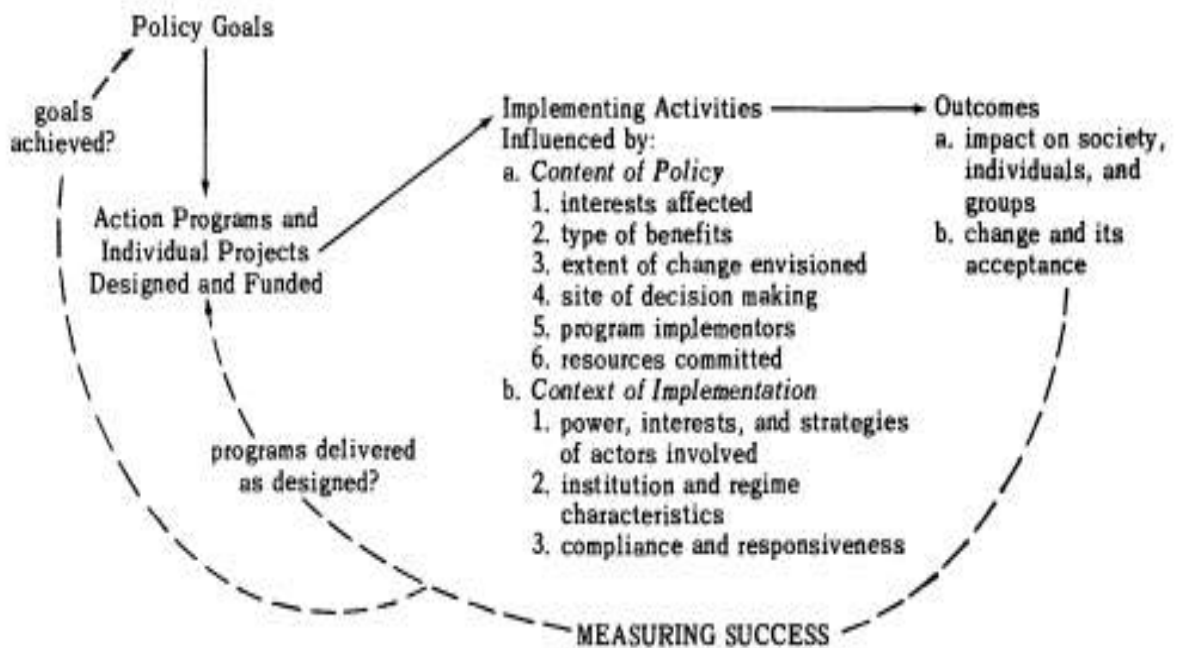 Policy Goals
goals
achieved?
Action Programs and
Individual Projects
Designed and Funded
programs delivered
as designed?
Implementing Activities
Influenced by:
a. Content of Policy
1. interests affected
2. type of benefits
3. extent of change envisioned
4. site of decision making
5. program implementors
6. resources committed
b. Context of Implementation
1. power, interests, and strategies
of actors involved
2. institution and regime
characteristics
3. compliance and responsiveness
Outcomes
a. impact on society,
individuals, and
groups
b. change and its
acceptance
MEASURING SUCCESS